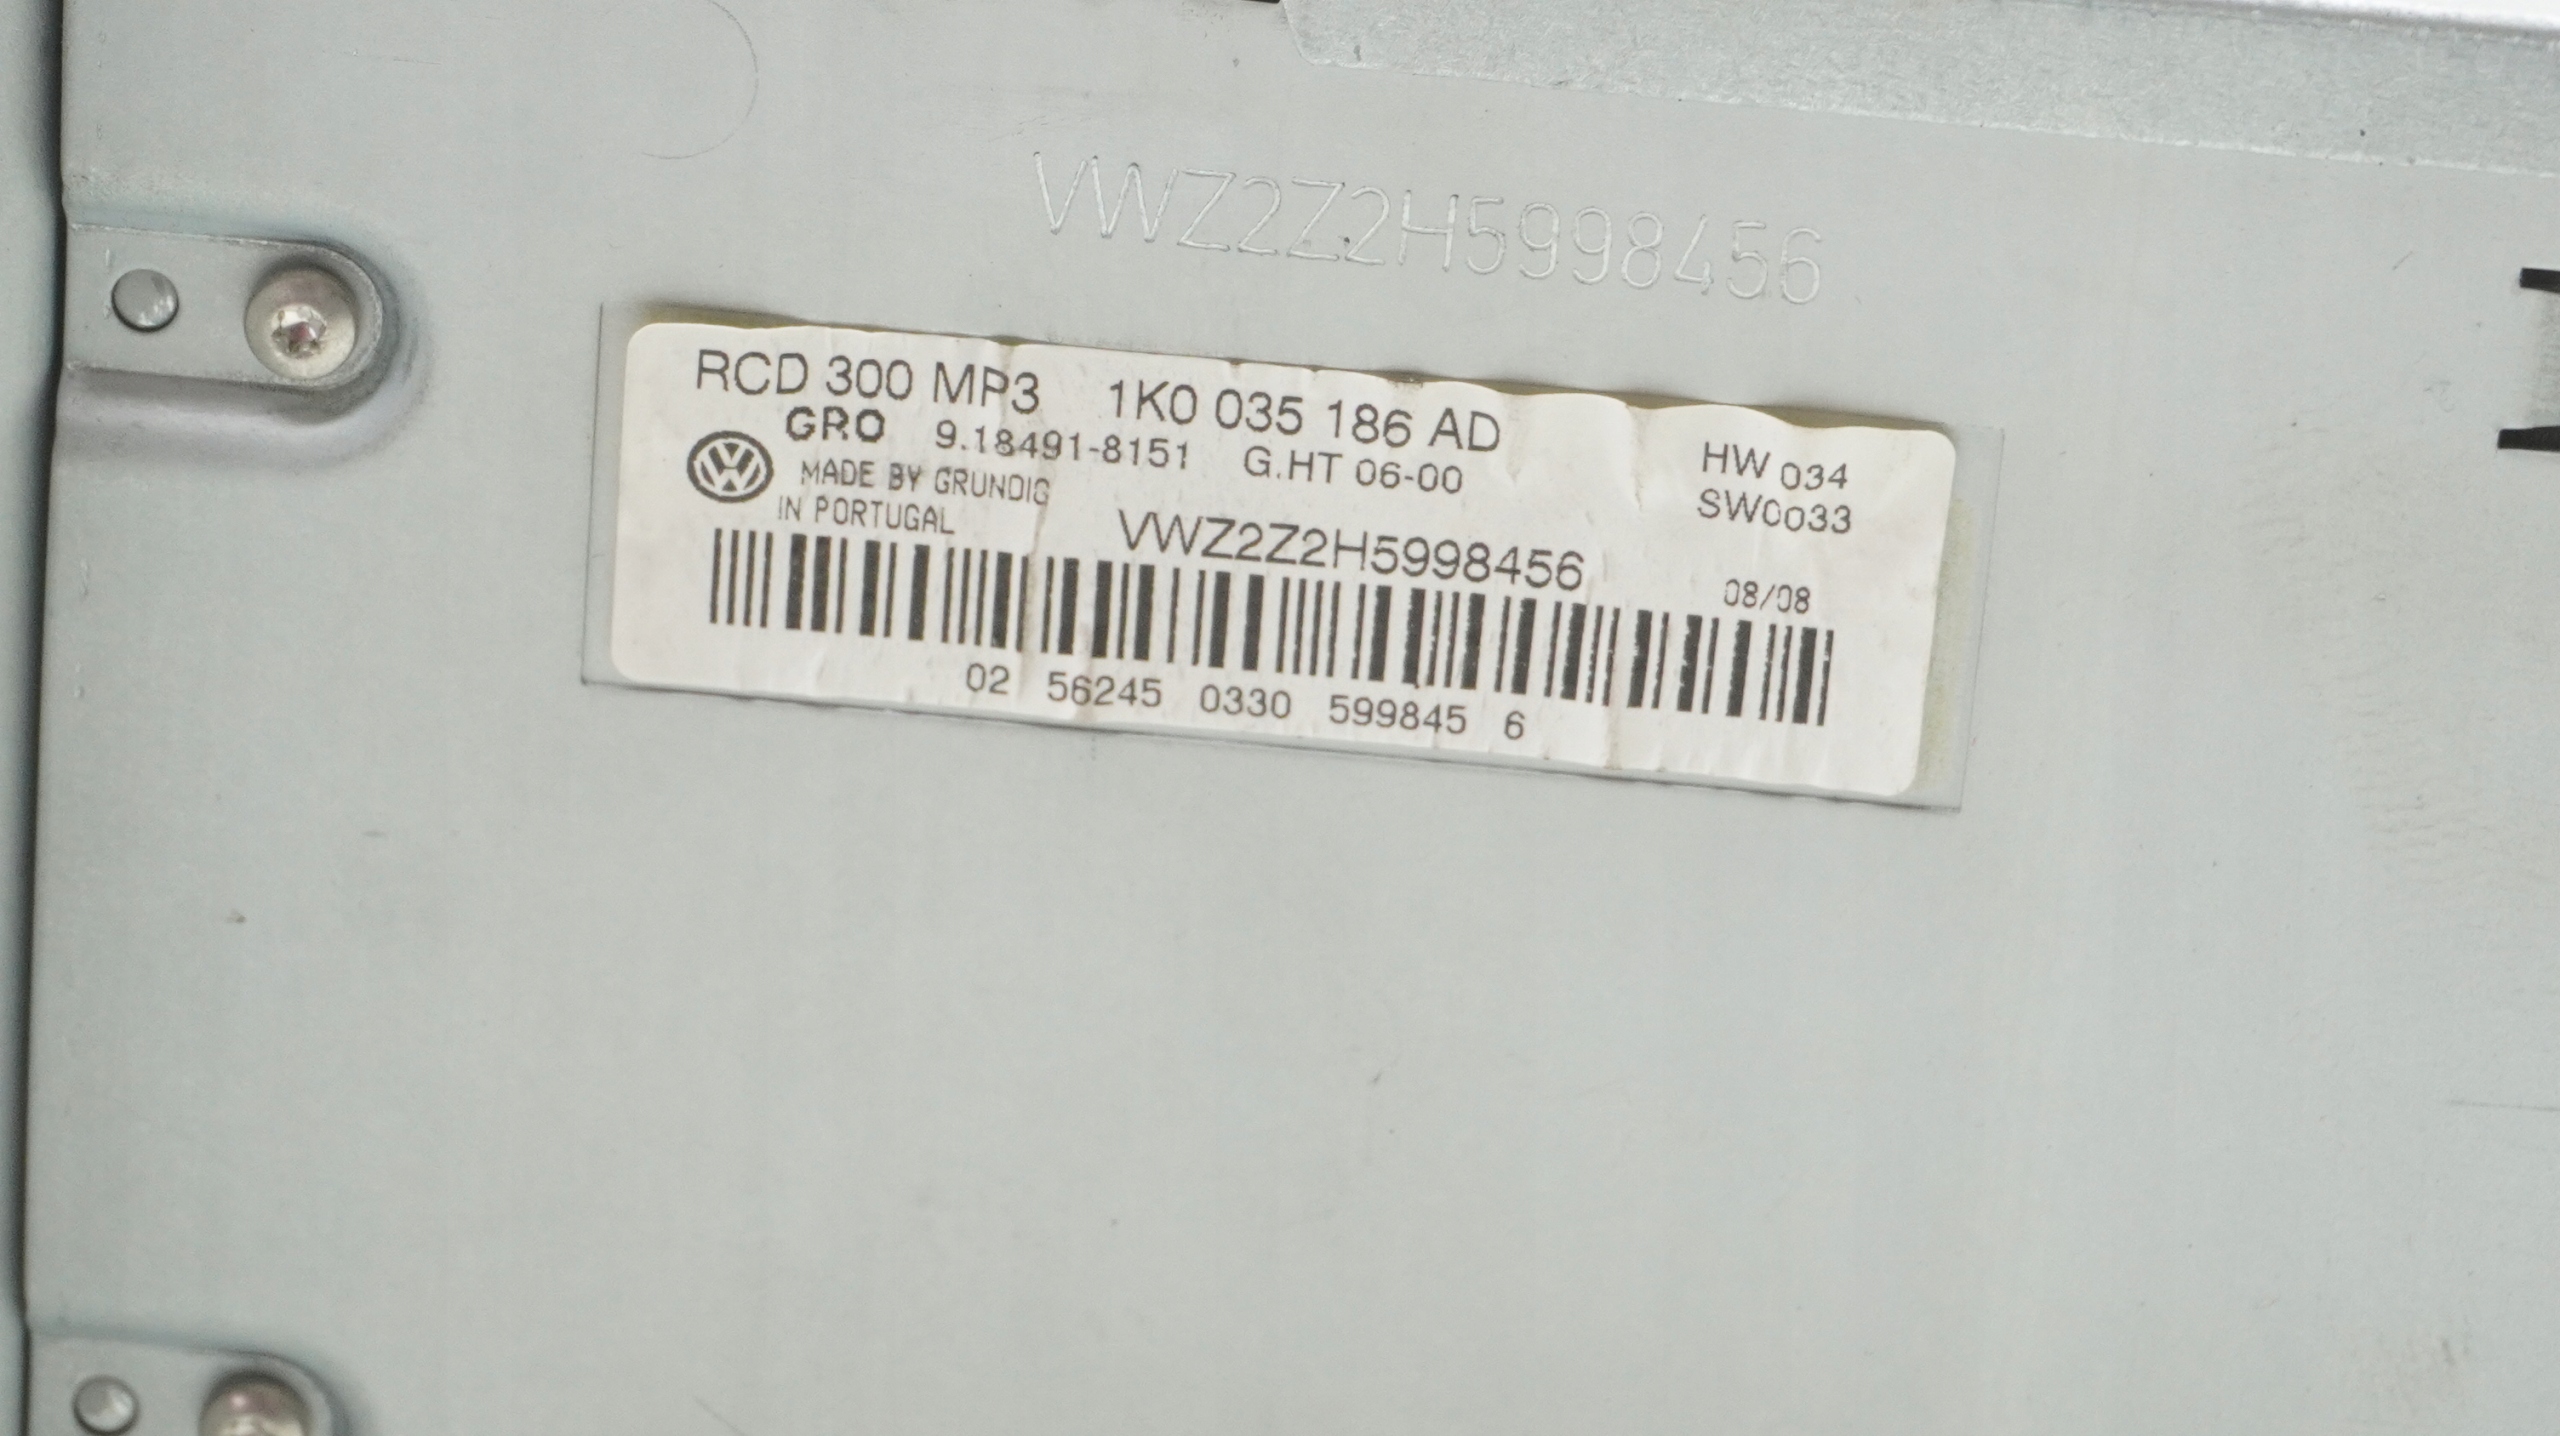 VWZ2Z2H5998456
RCD 300 MP3 1K0 035 186 AD
GRO 9.18491-8151 G.HT 06-00
HW 034
MADE BY GRUNDIG
SW0033
IN PORTUGAL
VWZ2Z2H5998456
08/08
02 56245 0330 599845 6